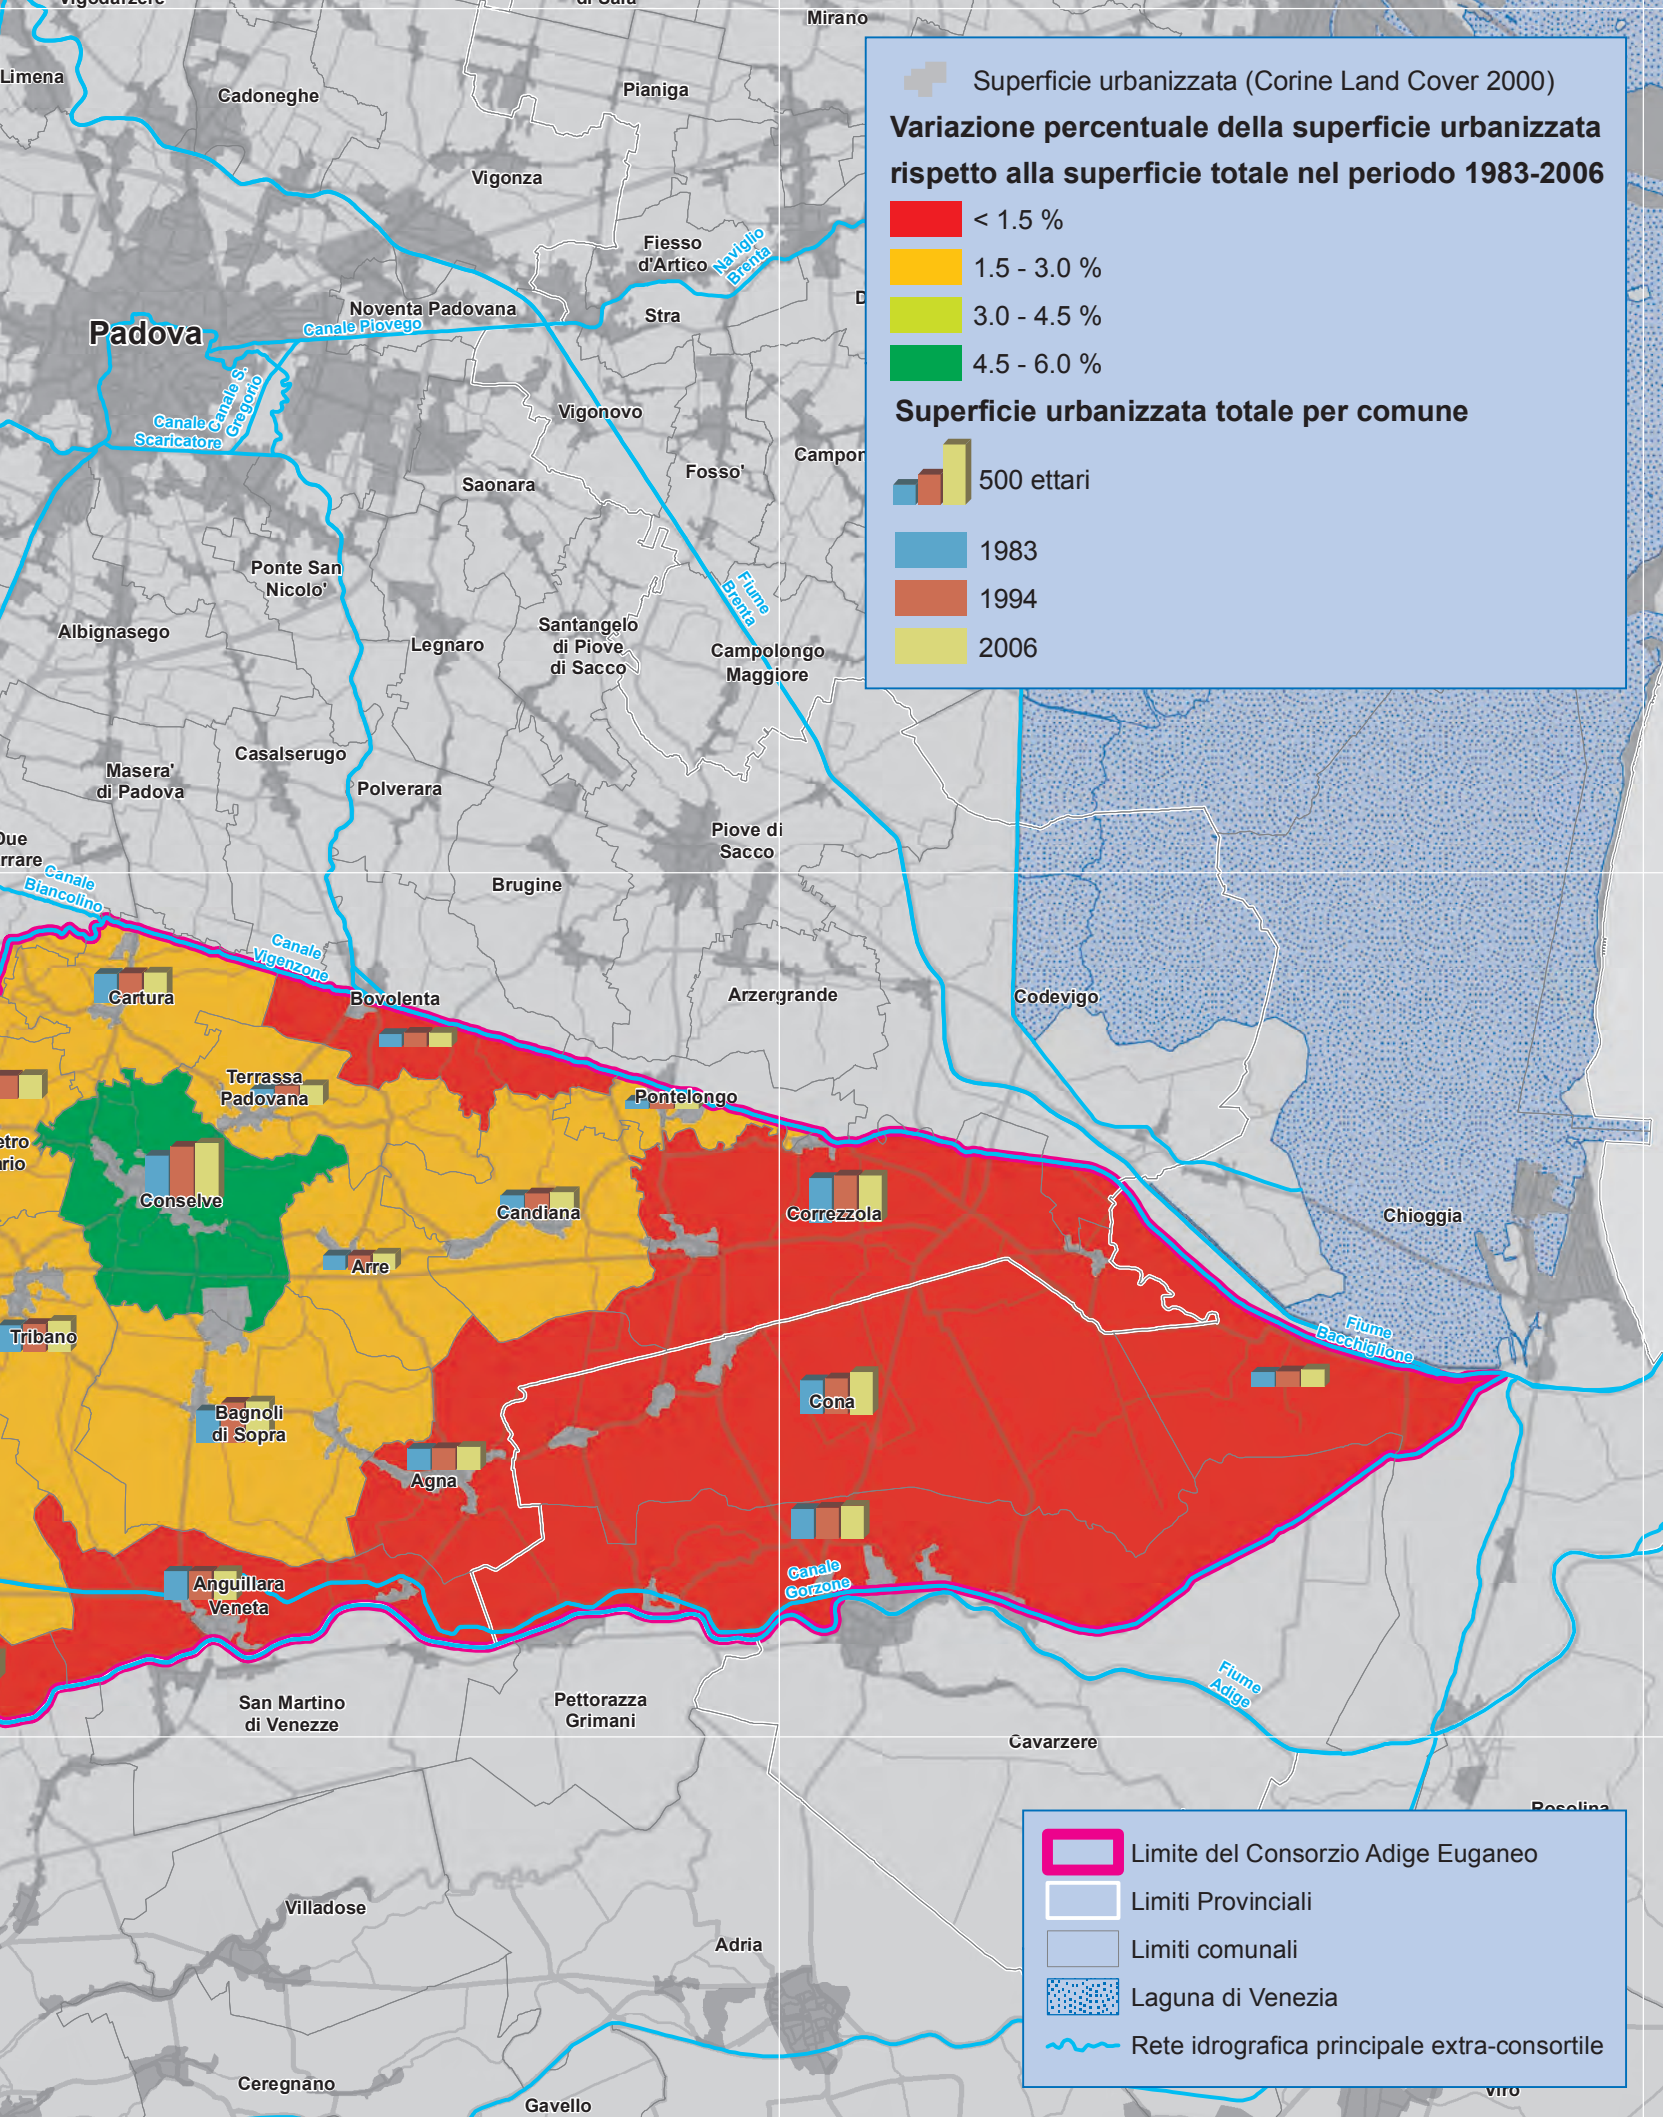 Mirano
Limena
Cadoneghe
Pianiga
Vigonza
Fiesso
d'Artico
Naviglio
Brenta
Noventa Padovana
Stra
Canale Piovego
Padova
Canale S.
Gregorio
Canale
Scaricatore
Vigonovo
Fosso'
Saonara
Ponte San
Nicolo'
Albignasego
Legnaro
Santangelo
di Piove
di Sacco
Fiume
Brenta
Campolongo
Maggiore
Casalserugo
Masera'
di Padova
Polverara
Piove di
Sacco
Brugine
Canale
Biancolino
Canale
Vigenzone
Bovolenta
Arzergrande
Codevigo
Cartura
Terrassa
Padovana
Pontelongo
Conselve
Candiana
Correzzola
Chioggia
Arre
Tribano
Fiume
Bacchiglione
Bagnoli
di Sopra
Cona
Agna
Canale
Gorzone
Anguillara
Veneta
San Martino
di Venezze
Pettorazza
Grimani
Fiume
Adige
Cavarzere
Rosolina
Villadose
Adria
Ceregnano
Gavello
Superficie urbanizzata (Corine Land Cover 2000)
Variazione percentuale della superficie urbanizzata
rispetto alla superficie totale nel periodo 1983-2006
< 1.5 %
1.5 - 3.0 %
3.0 - 4.5 %
4.5 - 6.0 %
Superficie urbanizzata totale per comune
500 ettari
1983
1994
2006
Limite del Consorzio Adige Euganeo
Limiti Provinciali
Limiti comunali
Laguna di Venezia
Rete idrografica principale extra-consortile